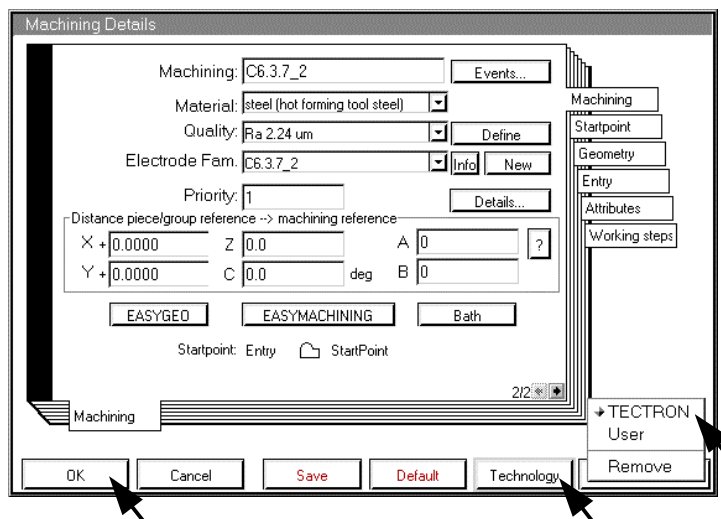 Machining Details
Machining: C6.3.7_2 Events...
Material: steel (hot forming tool steel)
Quality: Ra 2.24 um Define
Electrode Fam. C6.3.7_2 Info New
Priority: 1 Details...
Distance piece/group reference --> machining reference
X + 0.0000 Z 0.0 A 0 ?
Y + 0.0000 C 0.0 deg B 0
EASYGEO EASYMACHINING Bath
Startpoint: Entry StartPoint
2/2
Machining
Machining
Startpoint
Geometry
Entry
Attributes
Working steps
TECTRON
User
Remove
OK Cancel Save Default Technology